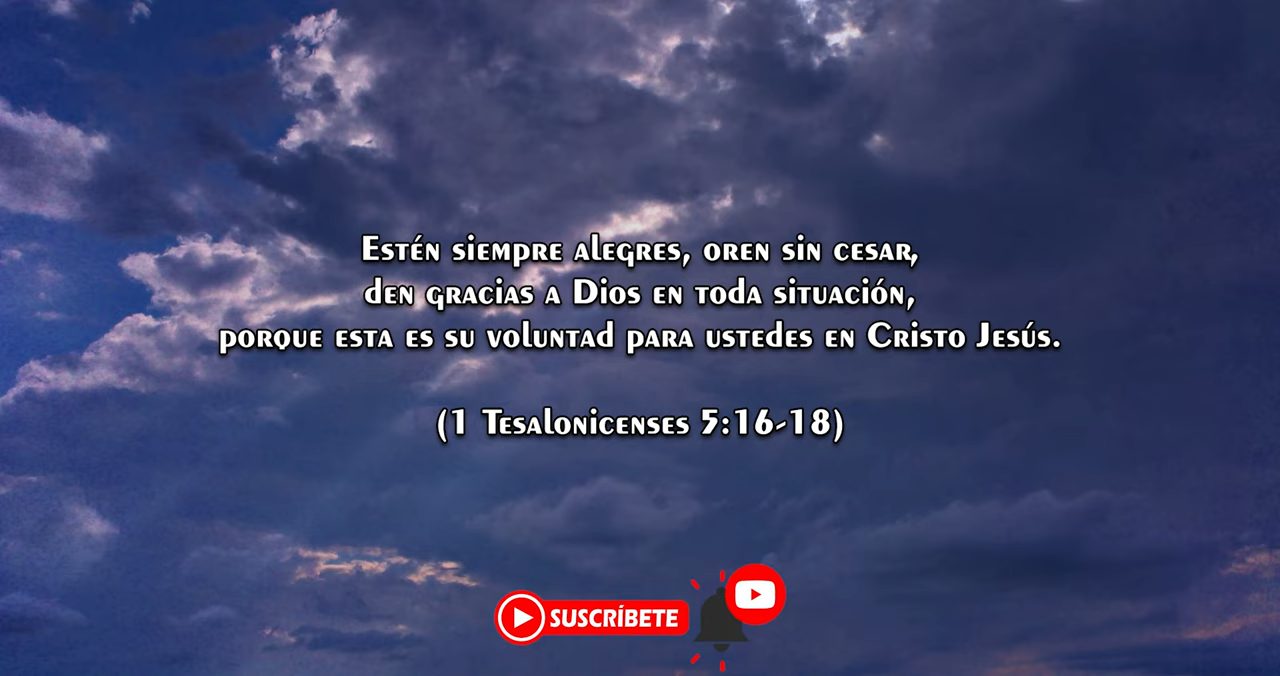 Estén siempre alegres, oren sin cesar,
den gracias a Dios en toda situación,
porque esta es su voluntad para ustedes en Cristo Jesús.
(1 Tesalonicenses 5:16-18)
SUSCRÍBETE